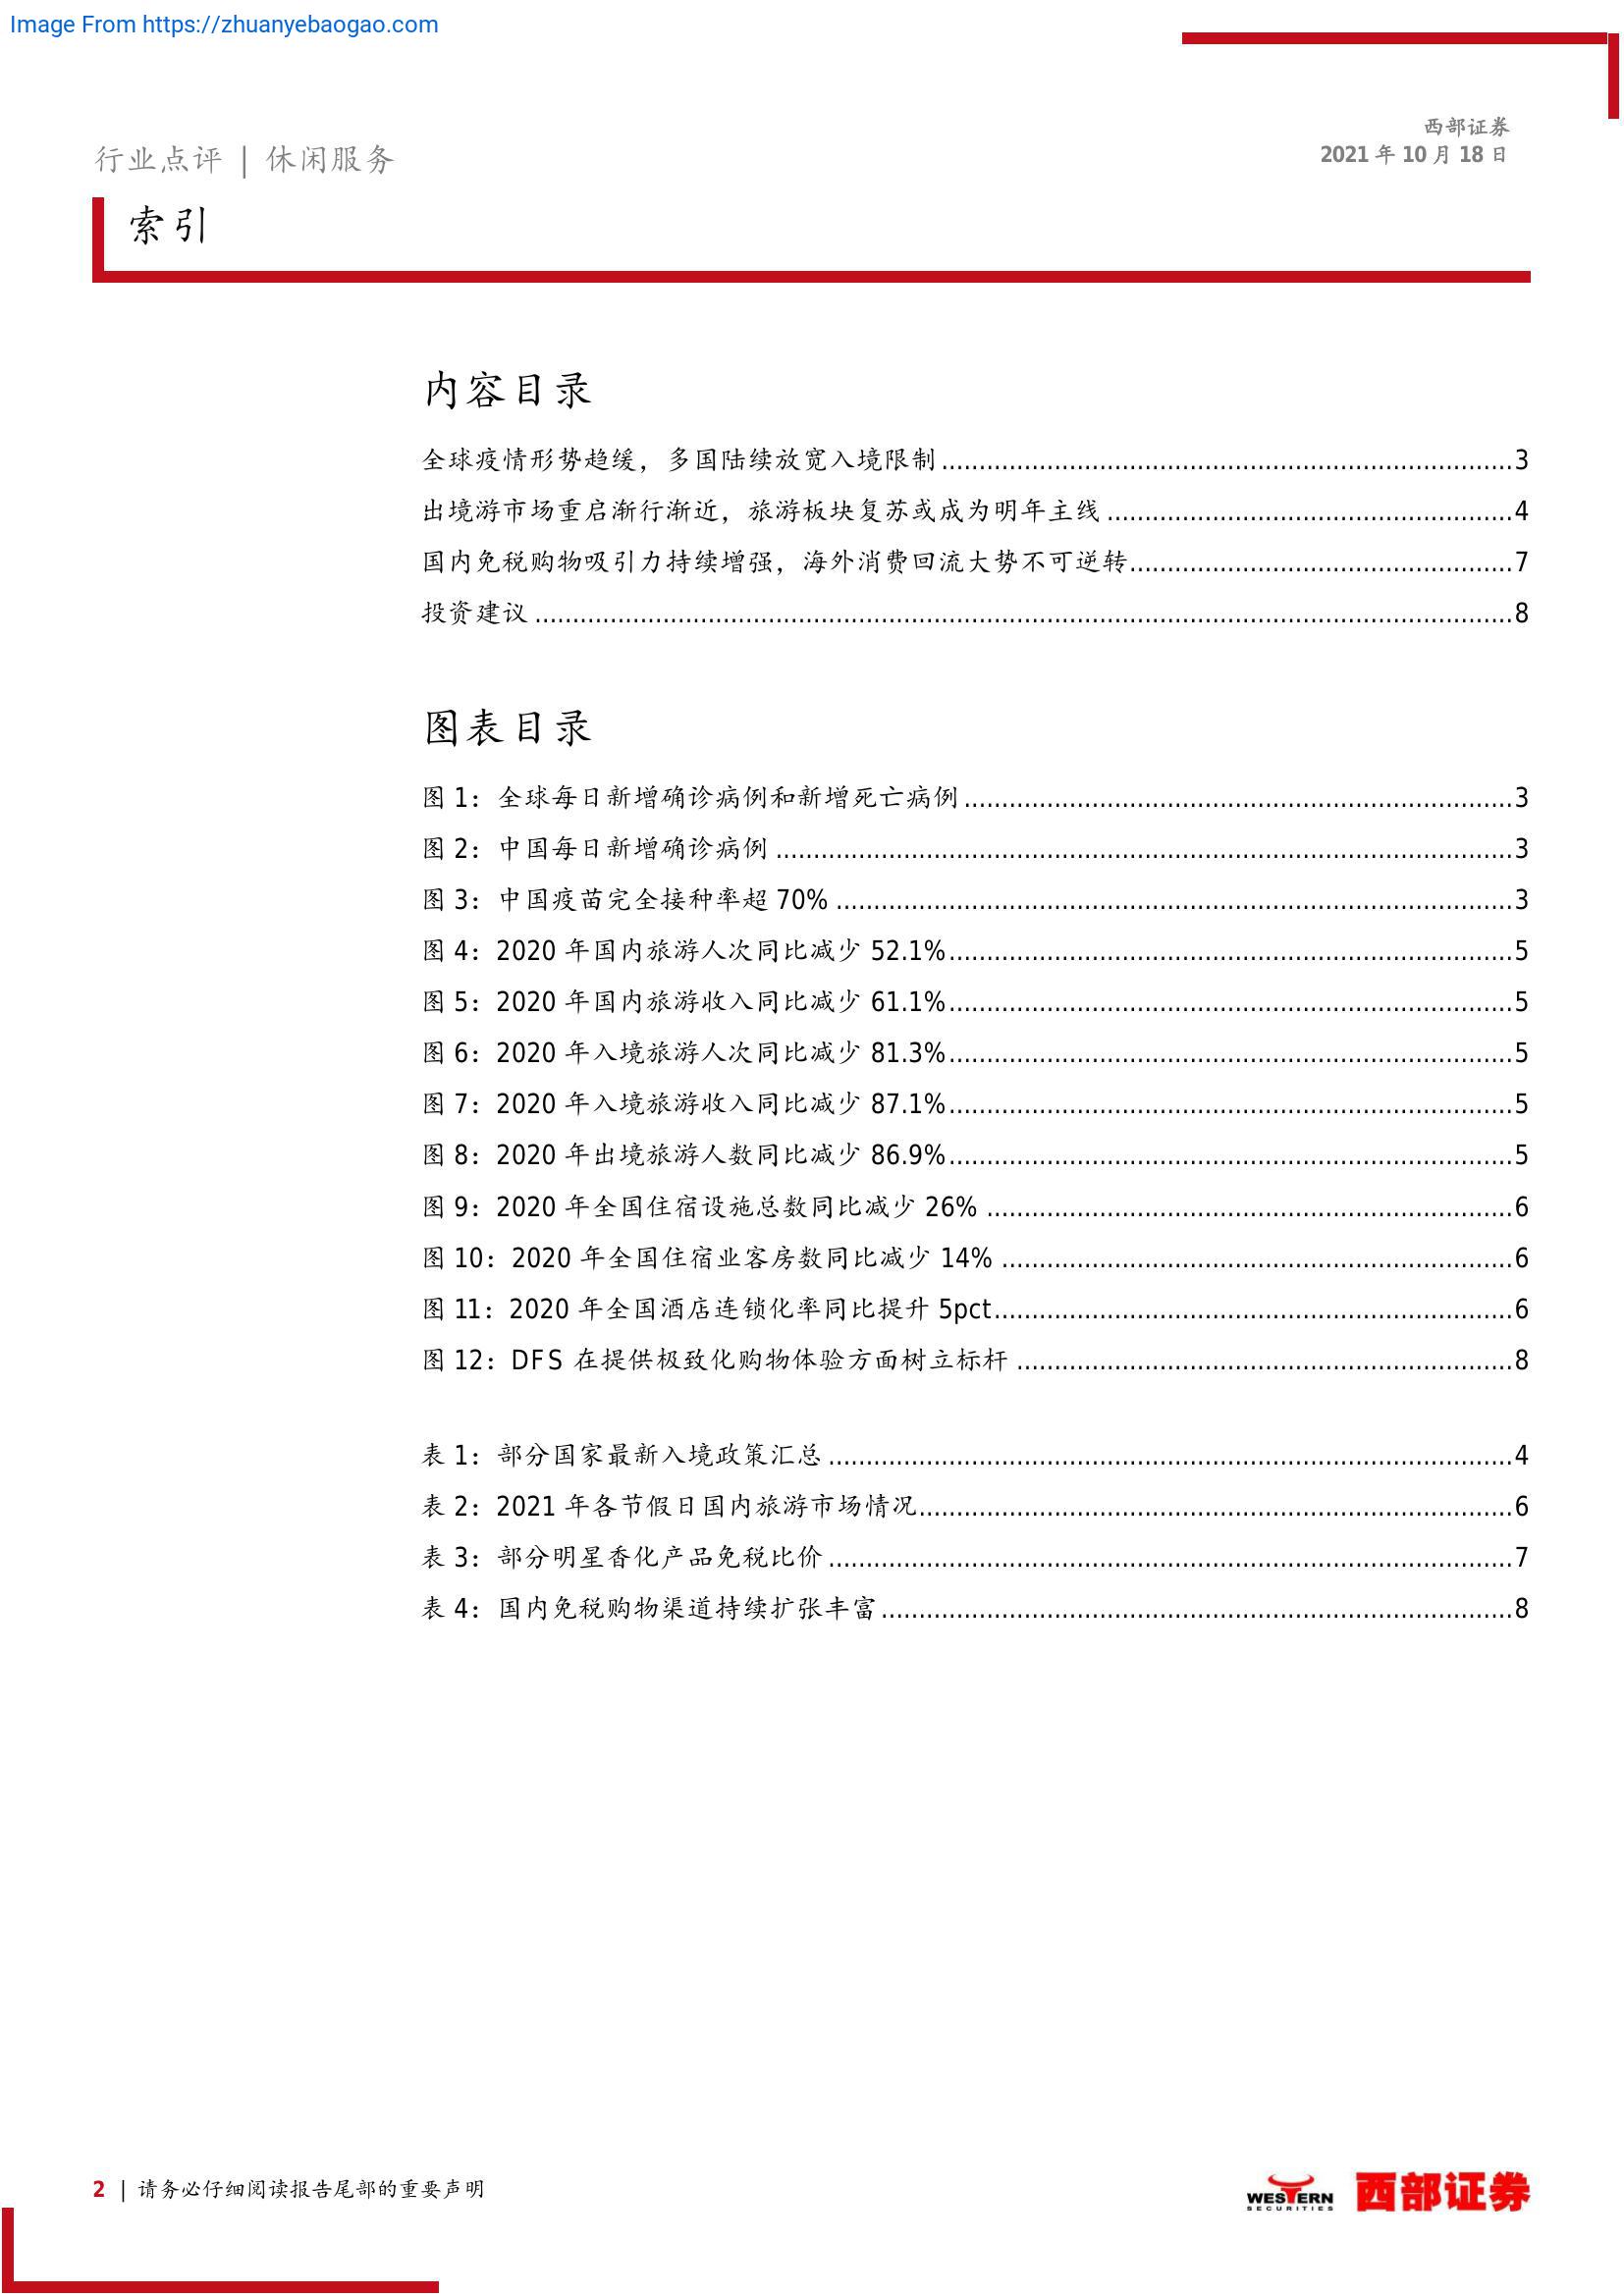 Image From https://zhuanyebaogao.com
西部证券
2021 年 10 月 18 日
行业点评 | 休闲服务
索引
内容目录
全球疫情形势趋缓，多国陆续放宽入境限制 3
出境游市场重启渐行渐近，旅游板块复苏或成为明年主线 4
国内免税购物吸引力持续增强，海外消费回流大势不可逆转 7
投资建议 8
图表目录
图 1：全球每日新增确诊病例和新增死亡病例 3
图 2：中国每日新增确诊病例 3
图 3：中国疫苗完全接种率超 70% 3
图 4：2020 年国内旅游人次同比减少 52.1% 5
图 5：2020 年国内旅游收入同比减少 61.1% 5
图 6：2020 年入境旅游人次同比减少 81.3% 5
图 7：2020 年入境旅游收入同比减少 87.1% 5
图 8：2020 年出境旅游人数同比减少 86.9% 5
图 9：2020 年全国住宿设施总数同比减少 26% 6
图 10：2020 年全国住宿业客房数同比减少 14% 6
图 11：2020 年全国酒店连锁化率同比提升 5pct 6
图 12：DFS 在提供极致化购物体验方面树立标杆 8
表 1：部分国家最新入境政策汇总 4
表 2：2021 年各节假日国内旅游市场情况 6
表 3：部分明星香化产品免税比价 7
表 4：国内免税购物渠道持续扩张丰富 8
2 | 请务必仔细阅读报告尾部的重要声明
WESTERN
SECURITIES
西部证券